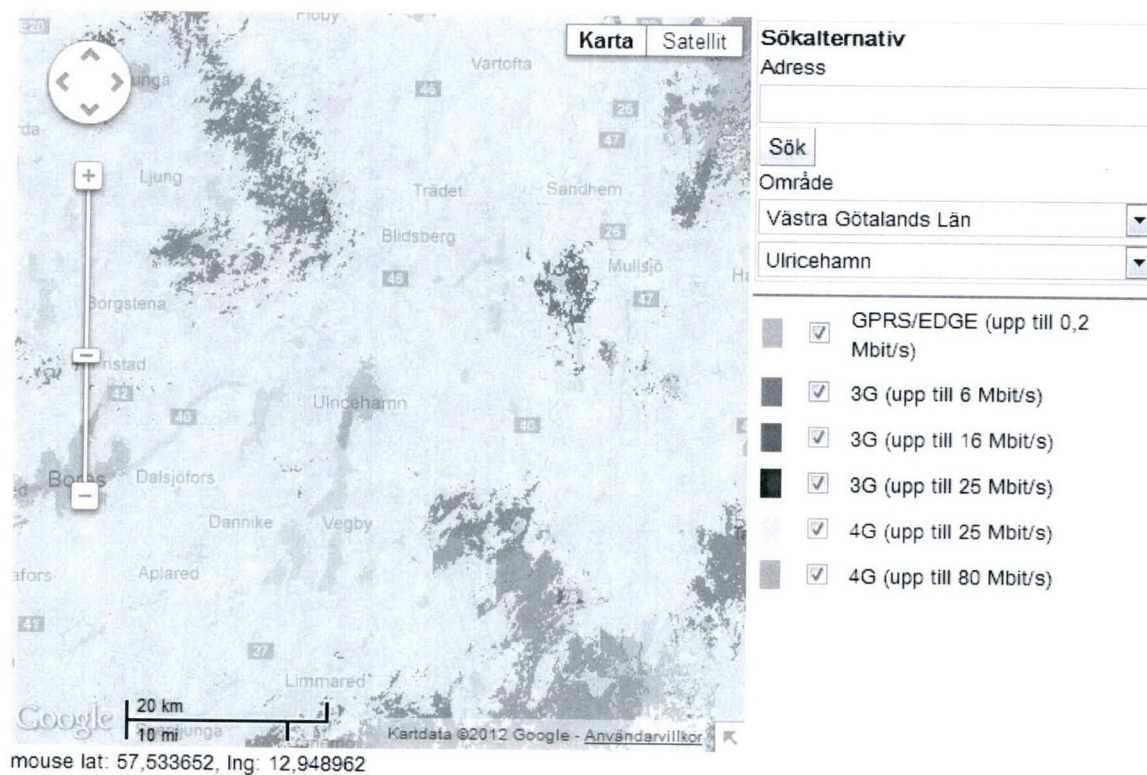 E20
Floby
Karta
Satellit
Vartofta
46
26
47
Ljung
Trädet
Sandhem
Blidsberg
26
Mullsjö
46
47
Borgstena
42
40
Ulricehamn
40
Borås
Dalsjöfors
Dannike
Vegby
Aplared
41
27
Limmared
20 km
10 mi
Google
Kartdata ©2012 Google - Användarvillkor
mouse lat: 57,533652, lng: 12,948962
Sökalternativ
Adress
Sök
Område
Västra Götalands Län
Ulricehamn
GPRS/EDGE (upp till 0,2
Mbit/s)
3G (upp till 6 Mbit/s)
3G (upp till 16 Mbit/s)
3G (upp till 25 Mbit/s)
4G (upp till 25 Mbit/s)
4G (upp till 80 Mbit/s)